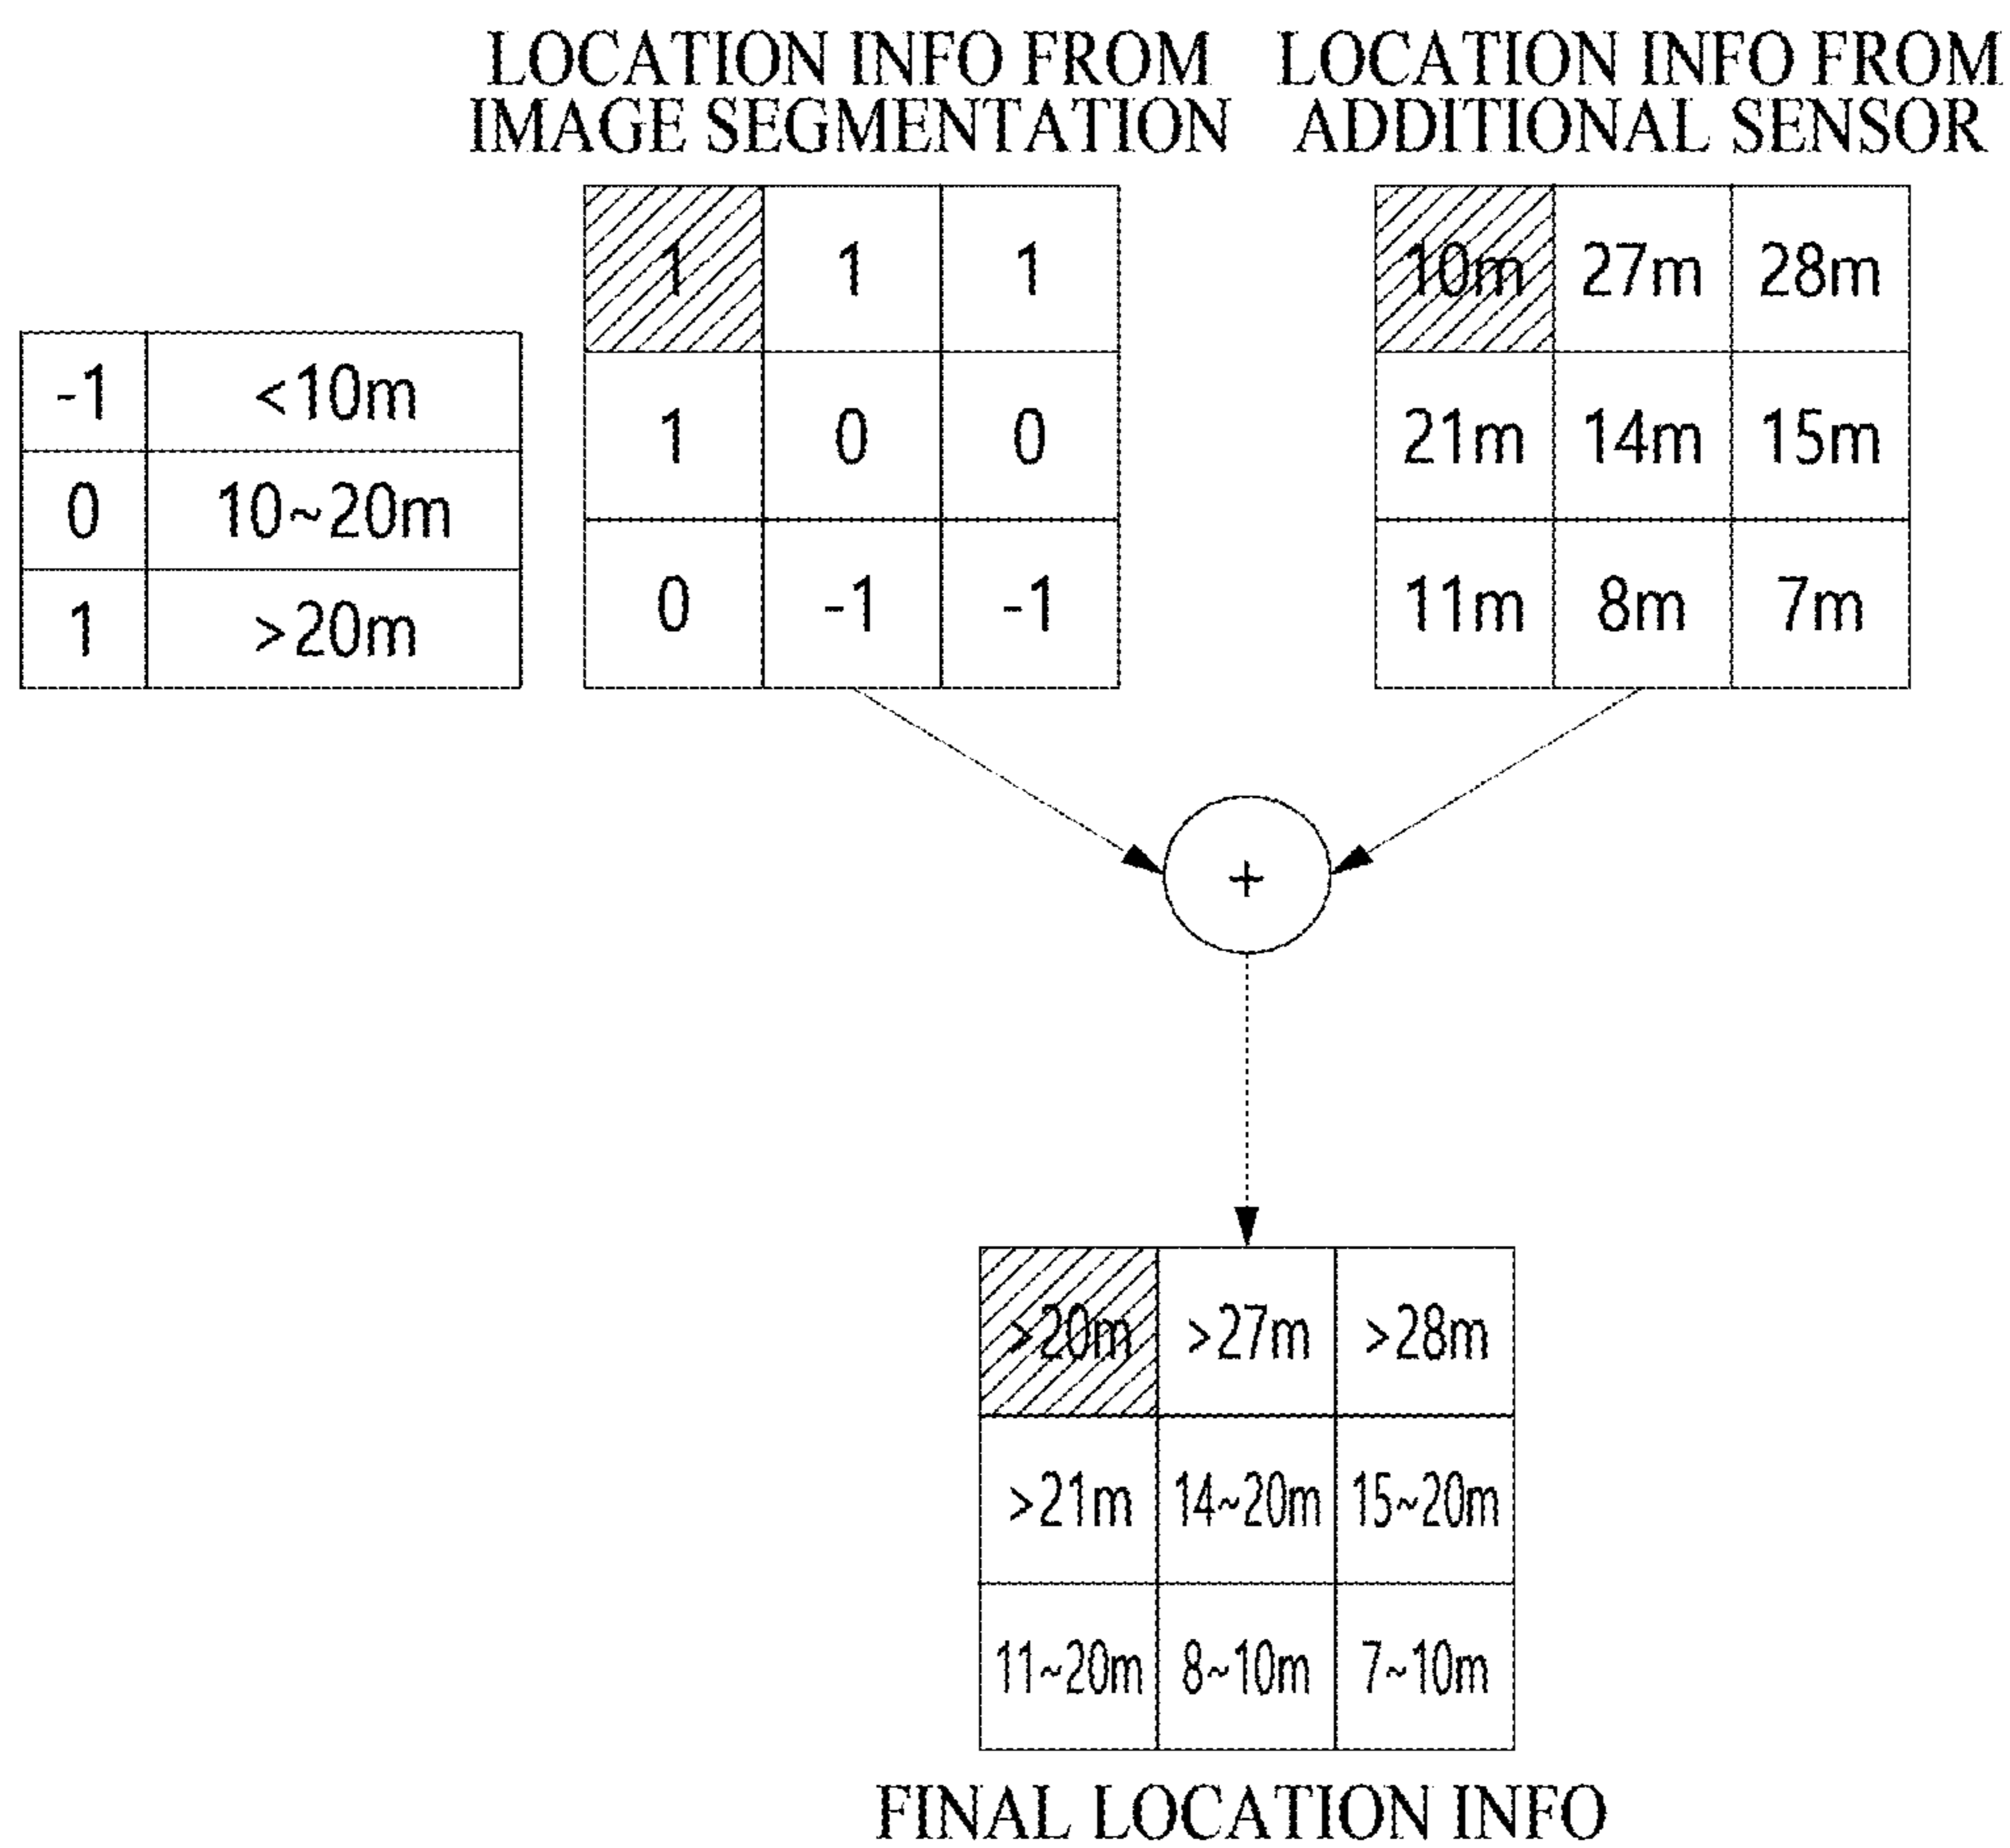 LOCATION INFO FROM
IMAGE SEGMENTATION
LOCATION INFO FROM
ADDITIONAL SENSOR
-1 <10m
0 10~20m
1 >20m
1 1 1
1 0 0
0 -1 -1
10m 27m 28m
21m 14m 15m
11m 8m 7m
+
>20m >27m >28m
>21m 14~20m 15~20m
11~20m 8~10m 7~10m
FINAL LOCATION INFO